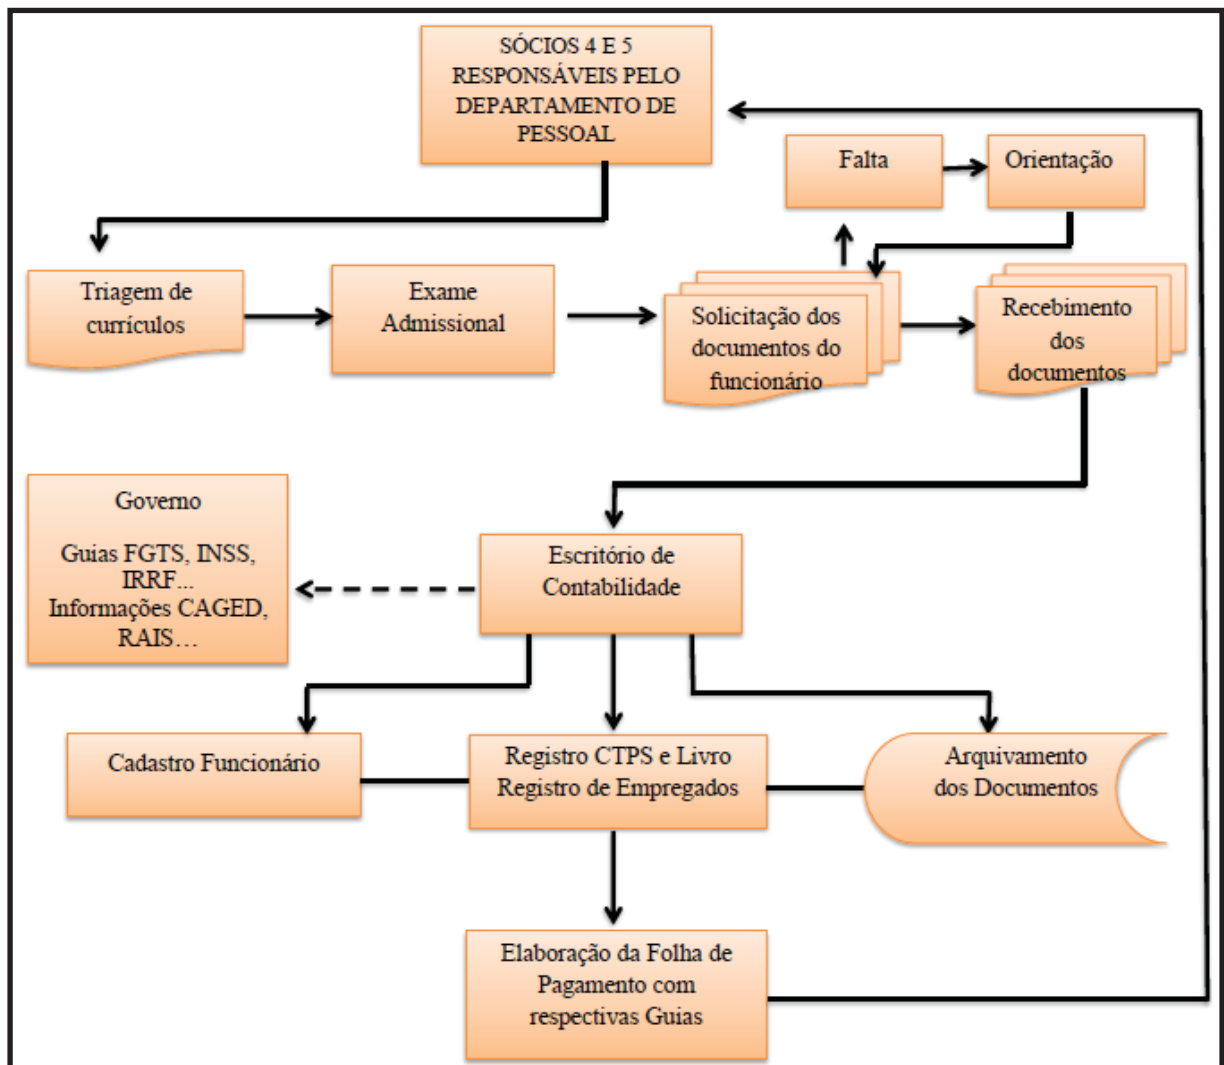 SÓCIOS 4 E 5
RESPONSÁVEIS PELO
DEPARTAMENTO DE
PESSOAL
Falta
Orientação
Triagem de
currículos
Exame
Admissional
Solicitação dos
documentos do
funcionário
Recebimento
dos
documentos
Governo
Guias FGTS, INSS,
IRRF...
Informações CAGED,
RAIS…
Escritório de
Contabilidade
Cadastro Funcionário
Registro CTPS e Livro
Registro de Empregados
Arquivamento
dos Documentos
Elaboração da Folha de
Pagamento com
respectivas Guias